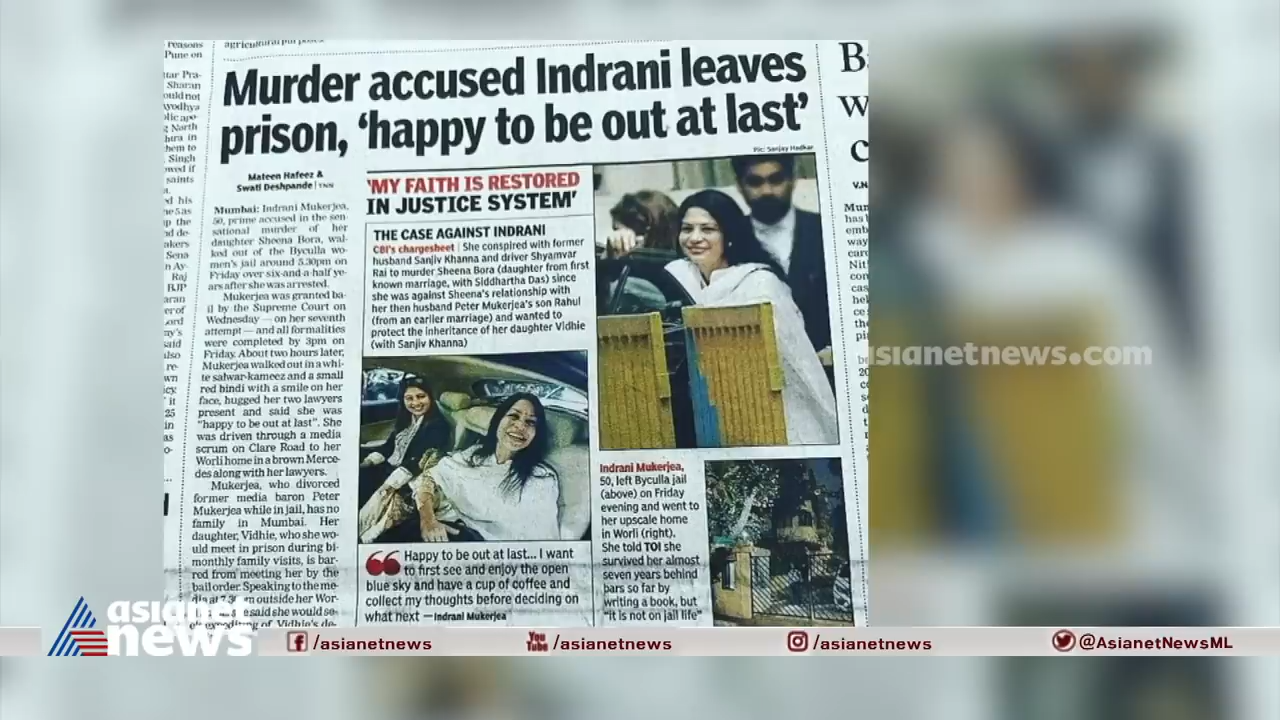 agricultural purposes
reasons
Pune on
Murder accused Indrani leaves
prison, 'happy to be out at last'
Pic: Sanjay Hadkar
Mateen Hafeez &
Swati Deshpande | TNN
Mumbai: Indrani Mukerjea,
50, prime accused in the sen-
sational murder of her
daughter Sheena Bora, wal-
ked out of the Byculla wo-
men's jail around 5.30pm on
Friday over six-and-a-half ye-
ars after she was arrested.
Mukerjea was granted ba-
il by the Supreme Court on
Wednesday — on her seventh
attempt — and all formalities
were completed by 3pm on
Friday. About two hours later,
Mukerjea walked out in a whi-
te salwar-kameez and a small
red bindi with a smile on her
face, hugged her two lawyers
present and said she was
"happy to be out at last". She
was driven through a media
scrum on Clare Road to her
Worli home in a brown Merce-
des along with her lawyers.
Mukerjea, who divorced
former media baron Peter
Mukerjea while in jail, has no
family in Mumbai. Her
daughter, Vidhie, who she wo-
uld meet in prison during bi-
monthly family visits, is bar-
red from meeting her by the
bail order. Speaking to the me-
outside her Wor-
said she would se-
of Vidhie's de-
'MY FAITH IS RESTORED
IN JUSTICE SYSTEM'
THE CASE AGAINST INDRANI
CBI's chargesheet | She conspired with former
husband Sanjiv Khanna and driver Shyamvar
Rai to murder Sheena Bora (daughter from first
known marriage, with Siddhartha Das) since
she was against Sheena's relationship with
her then husband Peter Mukerjea's son Rahul
(from an earlier marriage) and wanted to
protect the inheritance of her daughter Vidhie
(with Sanjiv Khanna)
Happy to be out at last... I want
to first see and enjoy the open
blue sky and have a cup of coffee and
collect my thoughts before deciding on
what next —Indrani Mukerjea
Indrani Mukerjea,
50, left Byculla jail
(above) on Friday
evening and went to
her upscale home
in Worli (right).
She told TOI she
survived her almost
seven years behind
bars so far by
writing a book, but
"it is not on jail life"
asianetnews.com
asianet
news
/asianetnews
You
Tube /asianetnews
/asianetnews
@AsianetNewsML